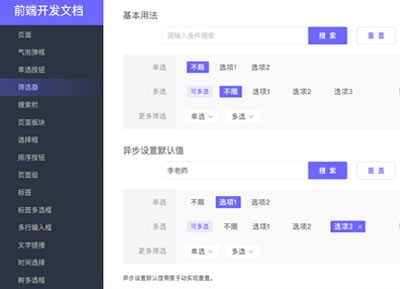 前端开发文档
页面
气泡弹框
单选按钮
筛选器
搜索栏
页面板块
选择框
排序按钮
页签组
标签
标签多选框
多行输入框
文字链接
时间选择
树多选框
基本用法
请输入条件搜索 搜 索 重 置
单选 不限 选项1 选项2
多选 可多选 不限 选项1 选项2 选项3
更多筛选 单选 多选
异步设置默认值
李老师 搜 索 重 置
单选 不限 选项1 选项2
多选 可多选 不限 选项1 选项2 选项3 ×
更多筛选 单选 多选
异步设置默认值需要手动实现重置。